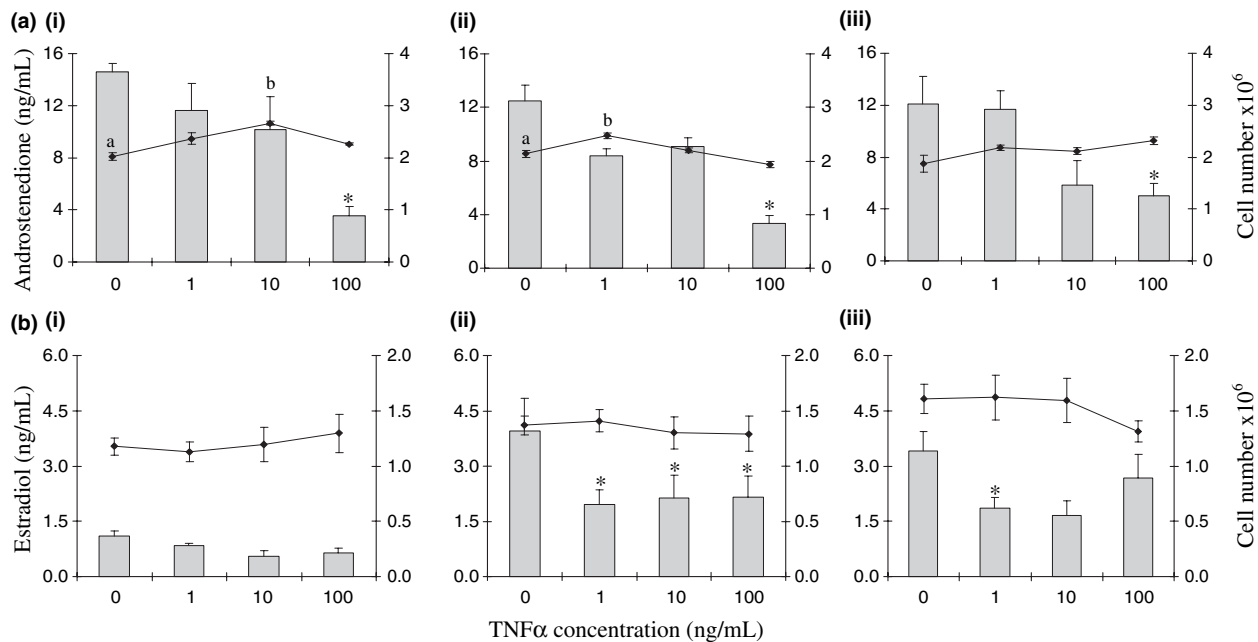 (a) (i)
(ii)
(iii)
Androstenedione (ng/mL)
16
12
8
4
0
a
b
*
4
3
2
1
0
0 1 10 100
16
12
8
4
0
a
b
*
4
3
2
1
0
0 1 10 100
16
12
8
4
0
*
4
3
2
1
0
0 1 10 100
Cell number x10⁶
(b) (i)
(ii)
(iii)
Estradiol (ng/mL)
6.0
4.5
3.0
1.5
0.0
2.0
1.5
1.0
0.5
0.0
0 1 10 100
6.0
4.5
3.0
1.5
0.0
* * *
2.0
1.5
1.0
0.5
0.0
0 1 10 100
6.0
4.5
3.0
1.5
0.0
*
2.0
1.5
1.0
0.5
0.0
0 1 10 100
Cell number x10⁶
TNFα concentration (ng/mL)